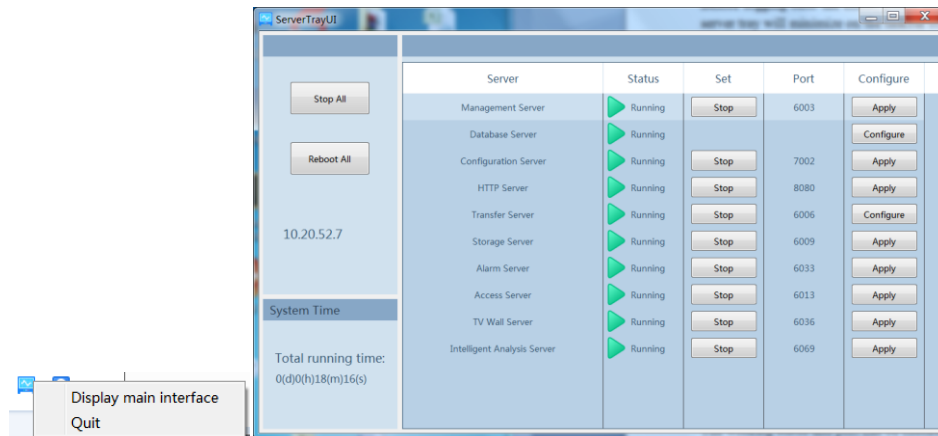 ServerTrayUI
Server Status Set Port Configure
Stop All
Management Server Running Stop 6003 Apply
Database Server Running Configure
Reboot All
Configuration Server Running Stop 7002 Apply
HTTP Server Running Stop 8080 Apply
Transfer Server Running Stop 6006 Configure
10.20.52.7
Storage Server Running Stop 6009 Apply
Alarm Server Running Stop 6033 Apply
Access Server Running Stop 6013 Apply
System Time
TV Wall Server Running Stop 6036 Apply
Intelligent Analysis Server Running Stop 6069 Apply
Total running time:
0(d)0(h)18(m)16(s)
Display main interface
Quit